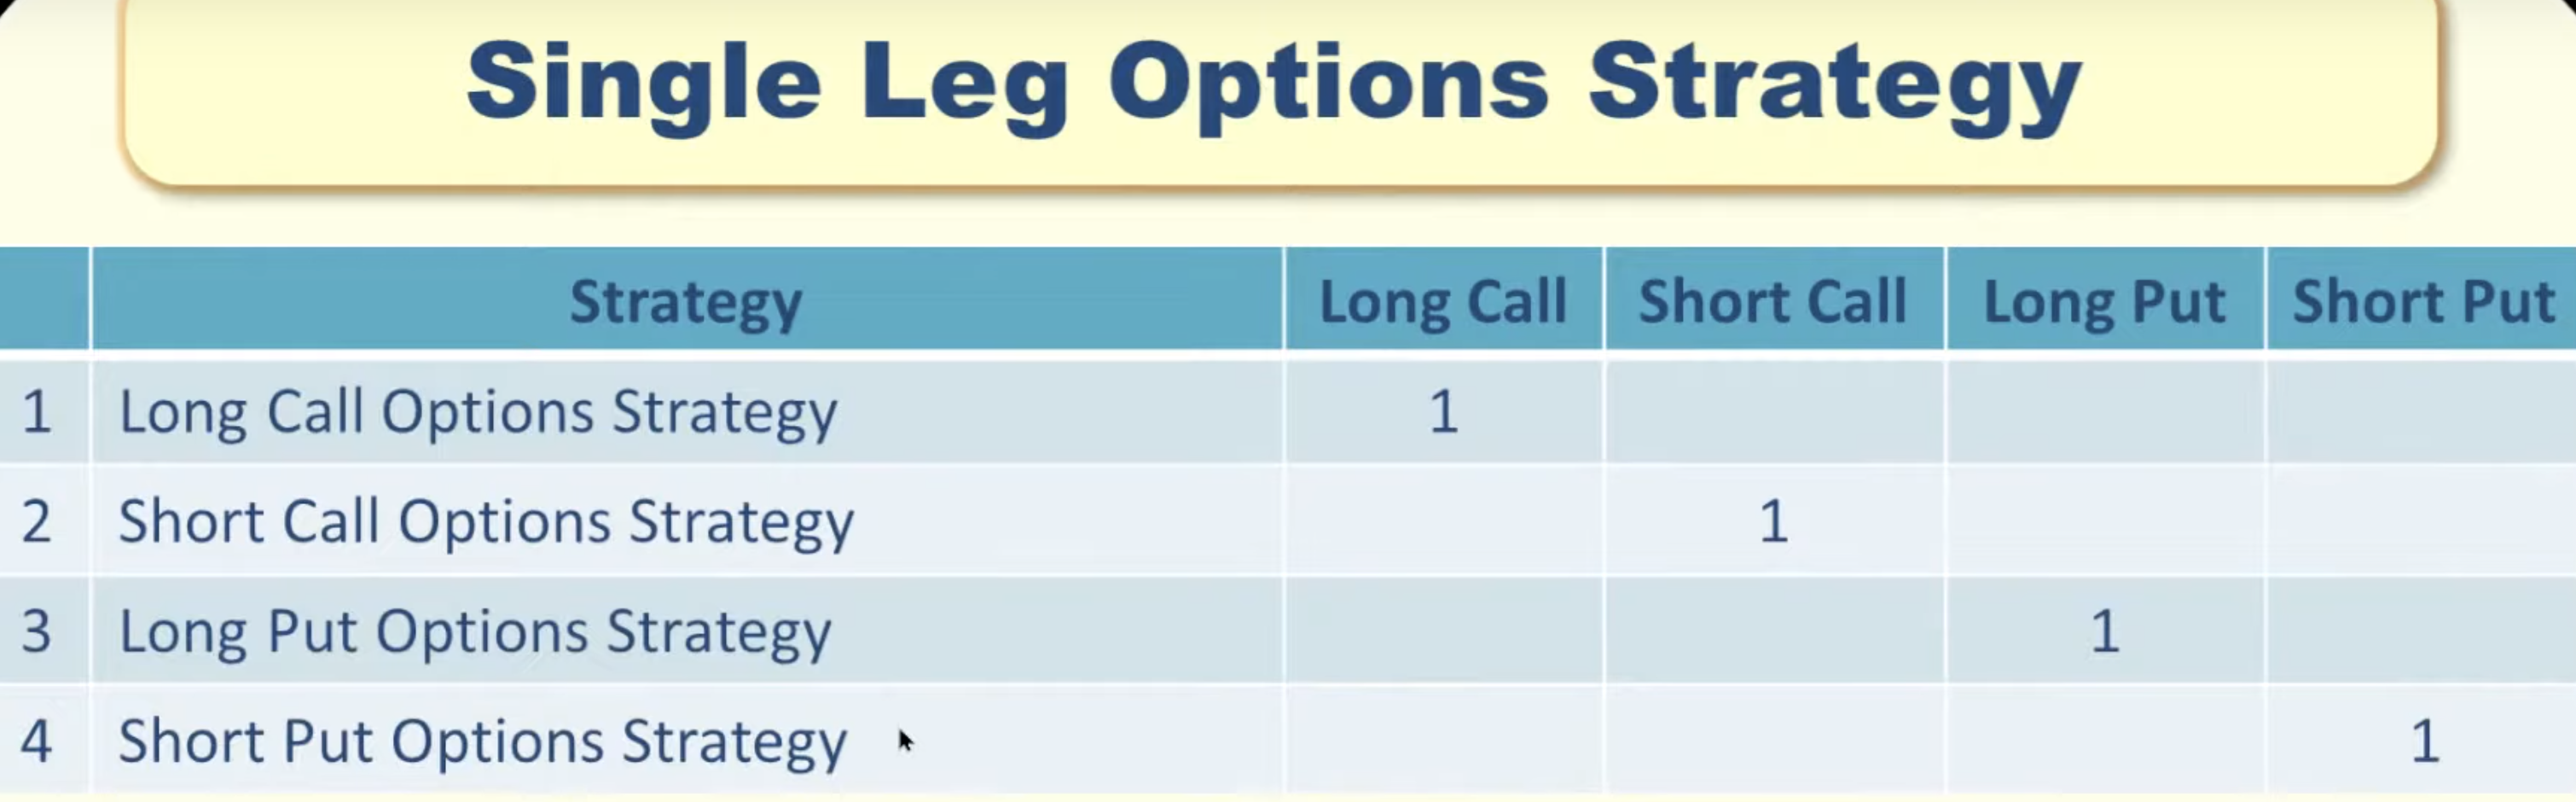 Single Leg Options Strategy
Strategy Long Call Short Call Long Put Short Put
1 Long Call Options Strategy 1
2 Short Call Options Strategy 1
3 Long Put Options Strategy 1
4 Short Put Options Strategy 1